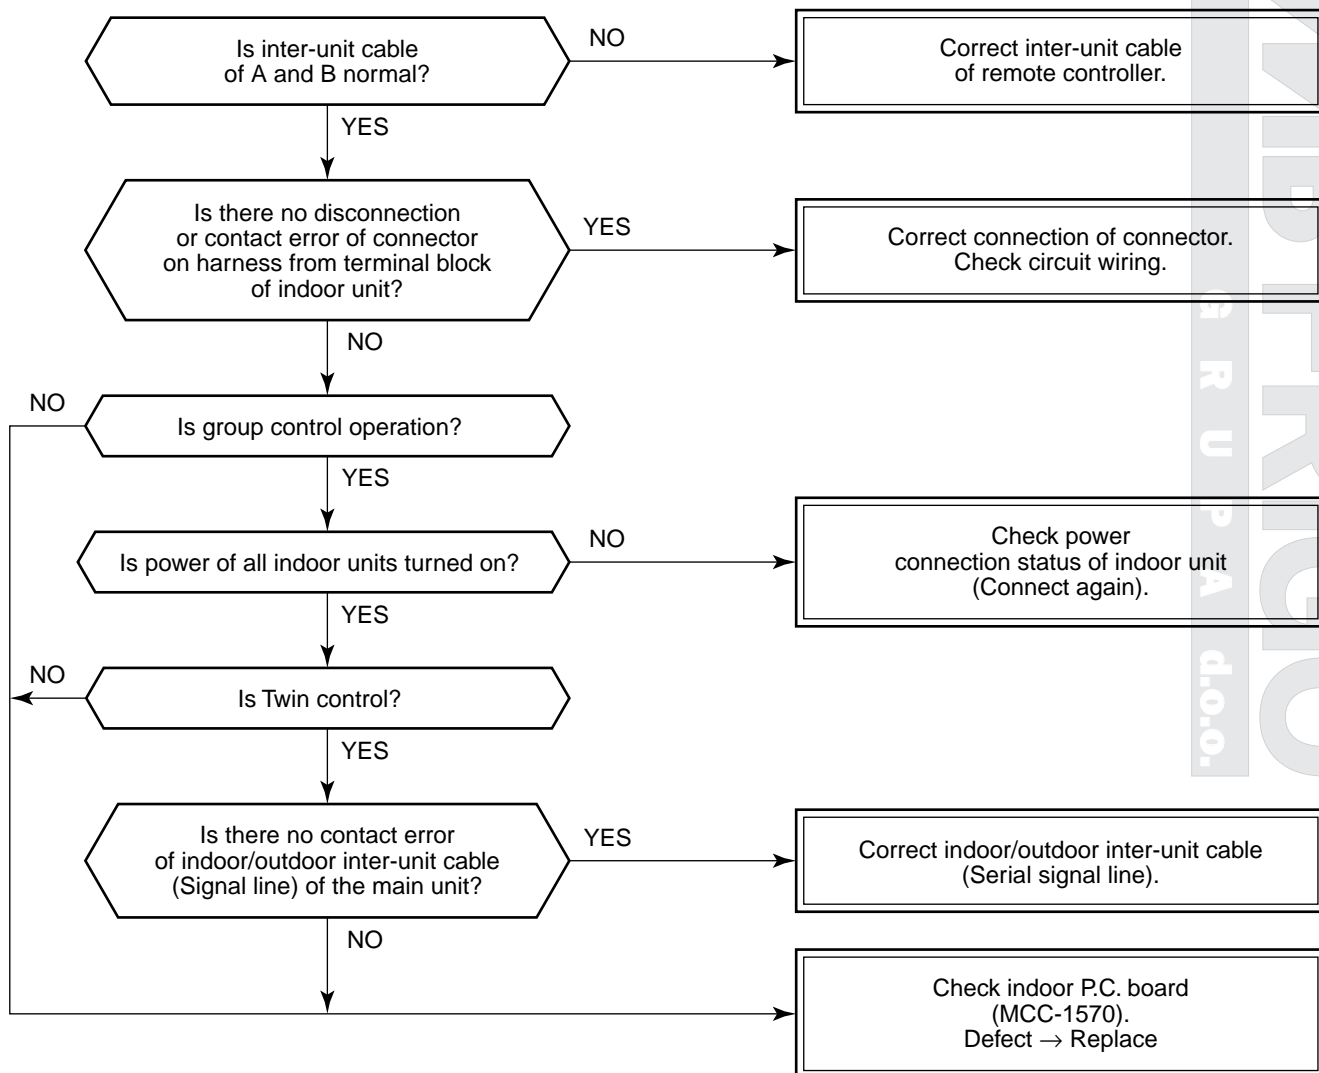 Is inter-unit cable
of A and B normal?
NO
Correct inter-unit cable
of remote controller.
YES
Is there no disconnection
or contact error of connector
on harness from terminal block
of indoor unit?
YES
Correct connection of connector.
Check circuit wiring.
NO
NO
Is group control operation?
YES
Is power of all indoor units turned on?
NO
Check power
connection status of indoor unit
(Connect again).
YES
NO
Is Twin control?
YES
Is there no contact error
of indoor/outdoor inter-unit cable
(Signal line) of the main unit?
YES
Correct indoor/outdoor inter-unit cable
(Serial signal line).
NO
Check indoor P.C. board
(MCC-1570).
Defect → Replace
GRUPA d.o.o.